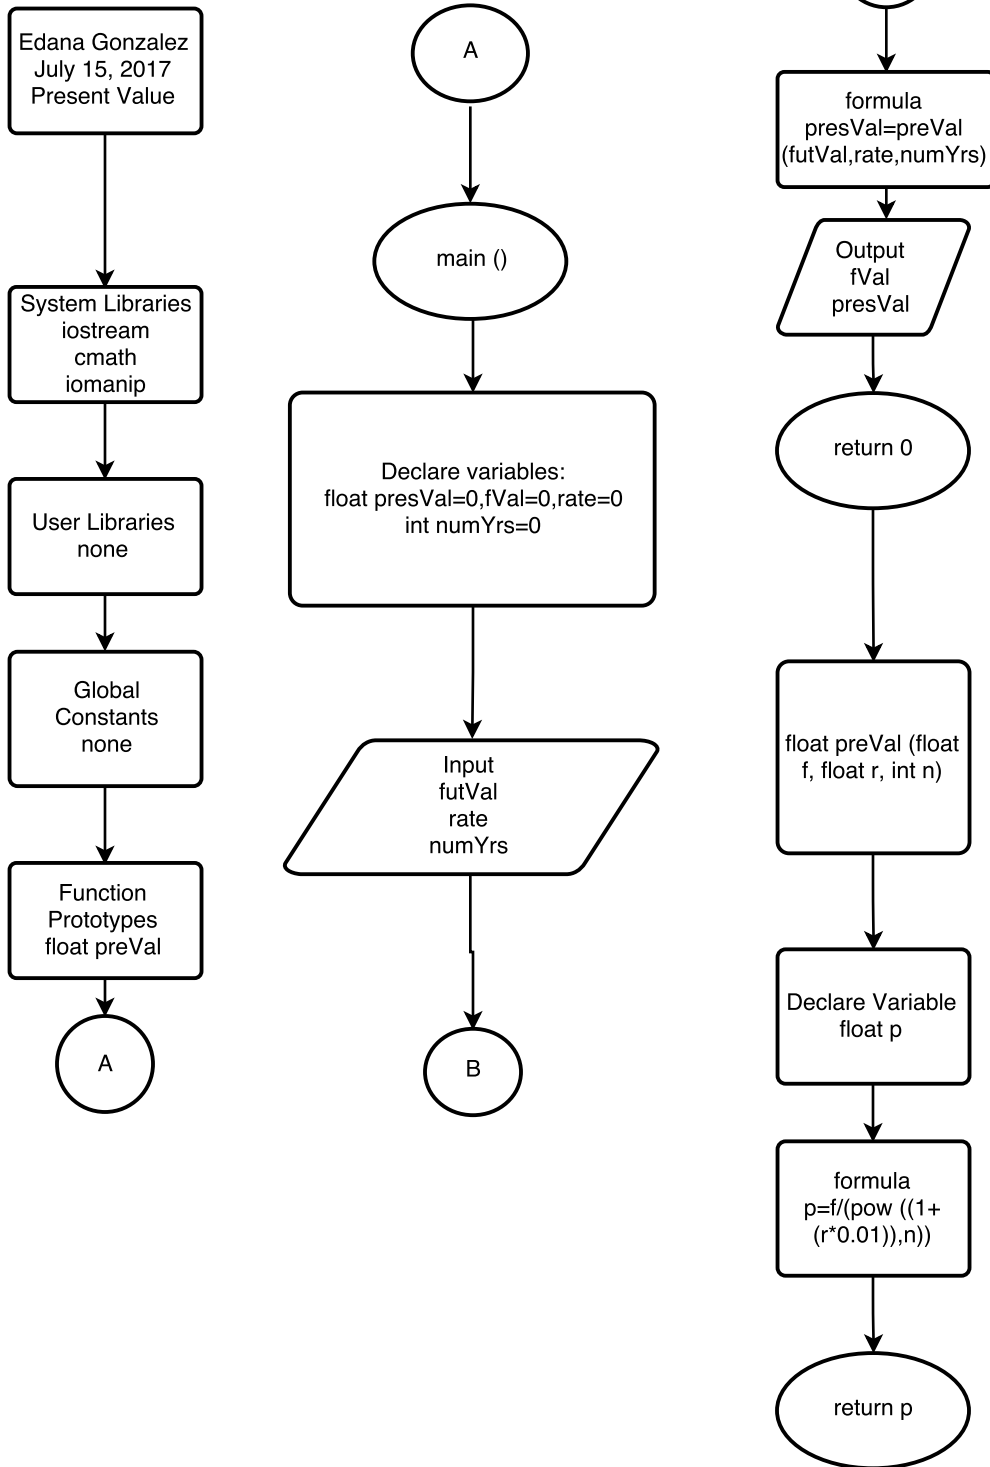 Edana Gonzalez
July 15, 2017
Present Value
System Libraries
iostream
cmath
iomanip
User Libraries
none
Global
Constants
none
Function
Prototypes
float preVal
A
A
main ()
Declare variables:
float presVal=0,fVal=0,rate=0
int numYrs=0
Input
futVal
rate
numYrs
B
formula
presVal=preVal
(futVal,rate,numYrs)
Output
fVal
presVal
return 0
float preVal (float
f, float r, int n)
Declare Variable
float p
formula
p=f/(pow ((1+
(r*0.01)),n))
return p